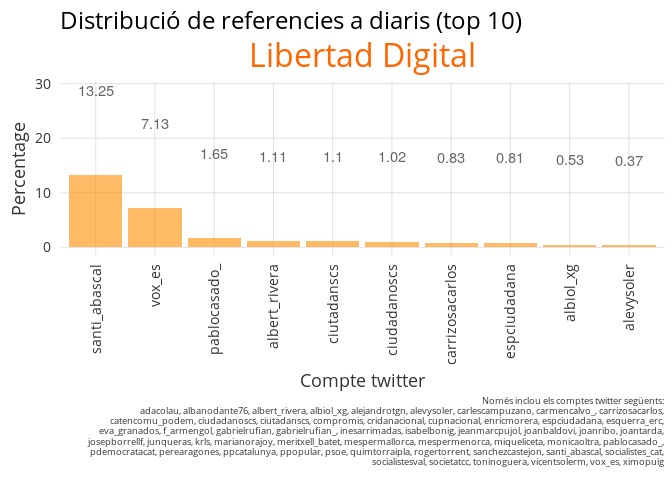 Distribució de referencies a diaris (top 10)
Libertad Digital
Percentage
30
20
10
0
13.25
7.13
1.65
1.11
1.1
1.02
0.83
0.81
0.53
0.37
santi_abascal
vox_es
pablocasado_
albert_rivera
ciutadanscs
ciudadanoscs
carrizosacarlos
espciudadana
albiol_xg
alevysoler
Compte twitter
Només inclou els comptes twitter següents:
adacolau, albanodante76, albert_rivera, albiol_xg, alejandrotgn, alevysoler, carlescampuzano, carmencalvo_, carrizosacarlos,
catencomu_podem, ciudadanoscs, ciutadanscs, compromis, cridanacional, cupnacional, enricmorera, espciudadana, esquerra_erc,
eva_granados, f_armengol, gabrielrufian, gabrielrufian_, inesarrimadas, isabelbonig, jeanmarcpujol, joanbaldovi, joanribo, joantarda,
josepborrellf, junqueras, krls, marianorajoy, meritxell_batet, mespermallorca, mespermenorca, miqueliceta, monicaoltra, pablocasado_,
pdemocratacat, perearagones, ppcatalunya, ppopular, psoe, quimtorraipla, rogertorrent, sanchezcastejon, santi_abascal, socialistes_cat,
socialistesval, societatcc, toninoguera, vicentsolerm, vox_es, ximopuig